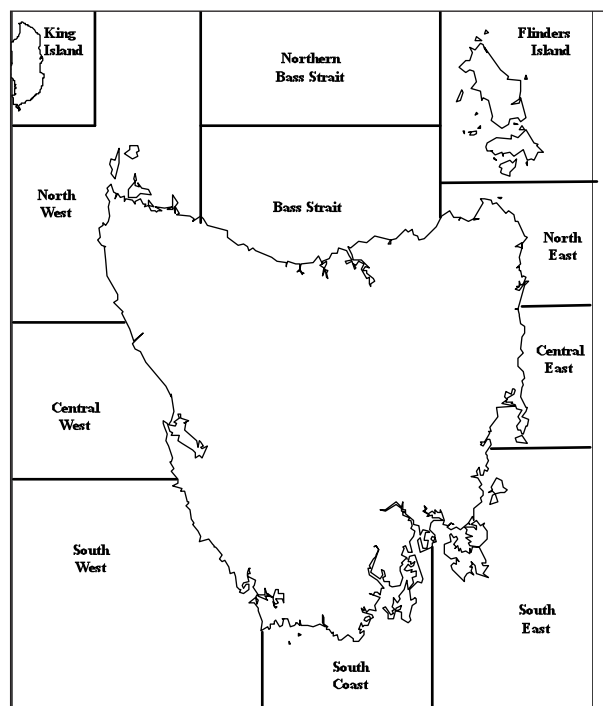 King
Island
Northern
Bass Strait
Flinders
Island
North
West
Bass Strait
North
East
Central
East
Central
West
South
West
South
East
South
Coast